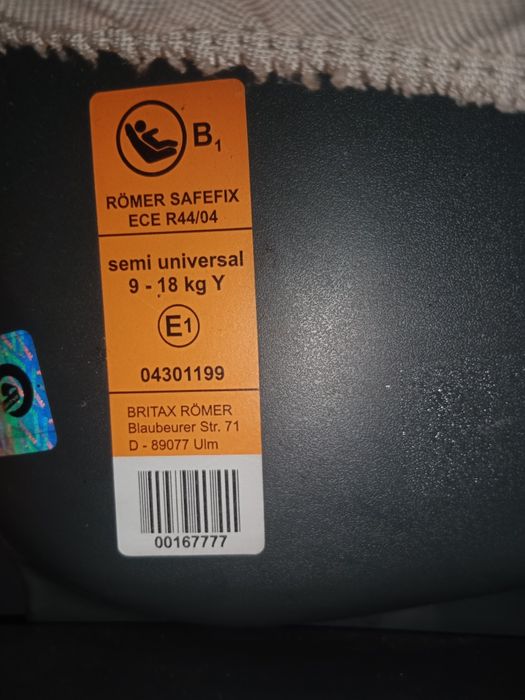 B1
RÖMER SAFEFIX
ECE R44/04
semi universal
9 - 18 kg Y
E1
04301199
BRITAX RÖMER
Blaubeurer Str. 71
D - 89077 Ulm
00167777